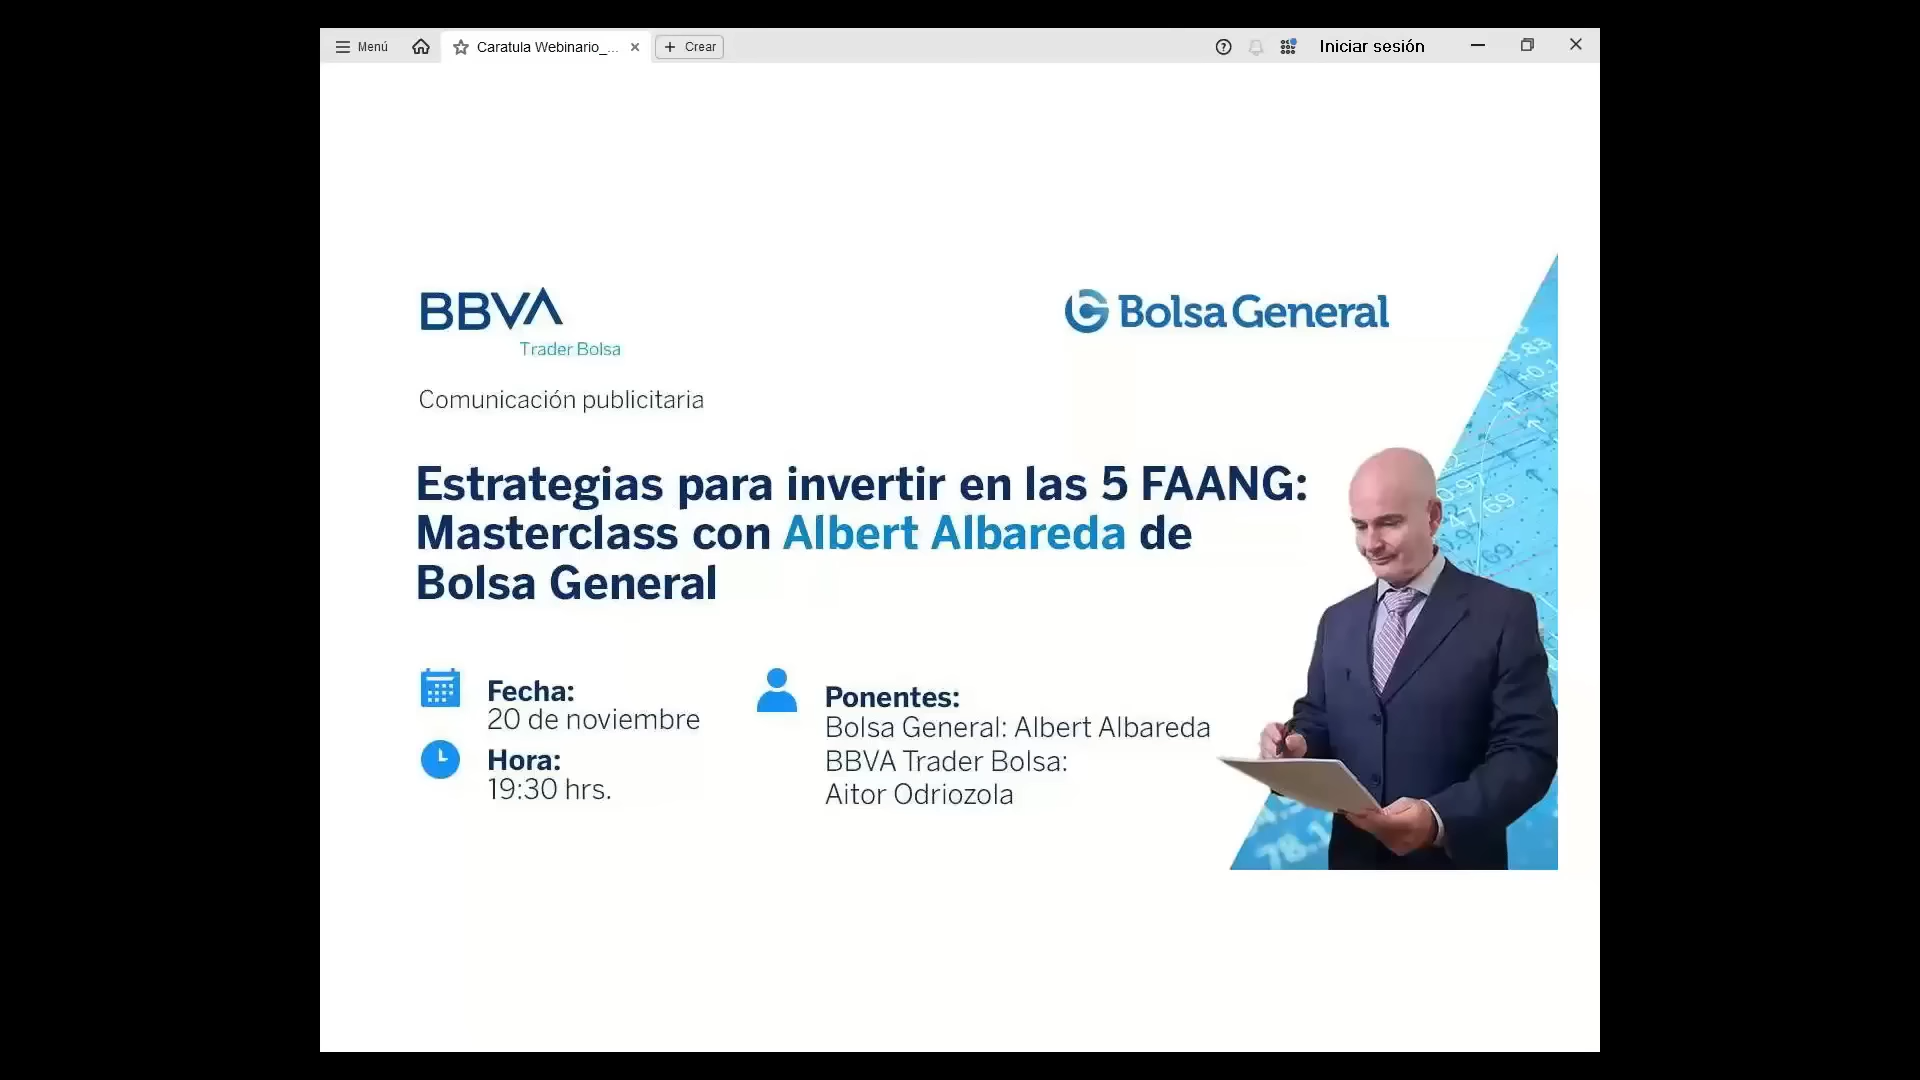 Menú
Caratula Webinario_...
Crear
Iniciar sesión
BBVA
Trader Bolsa
Bolsa General
Comunicación publicitaria
Estrategias para invertir en las 5 FAANG:
Masterclass con Albert Albareda de
Bolsa General
Fecha:
20 de noviembre
Hora:
19:30 hrs.
Ponentes:
Bolsa General: Albert Albareda
BBVA Trader Bolsa:
Aitor Odriozola